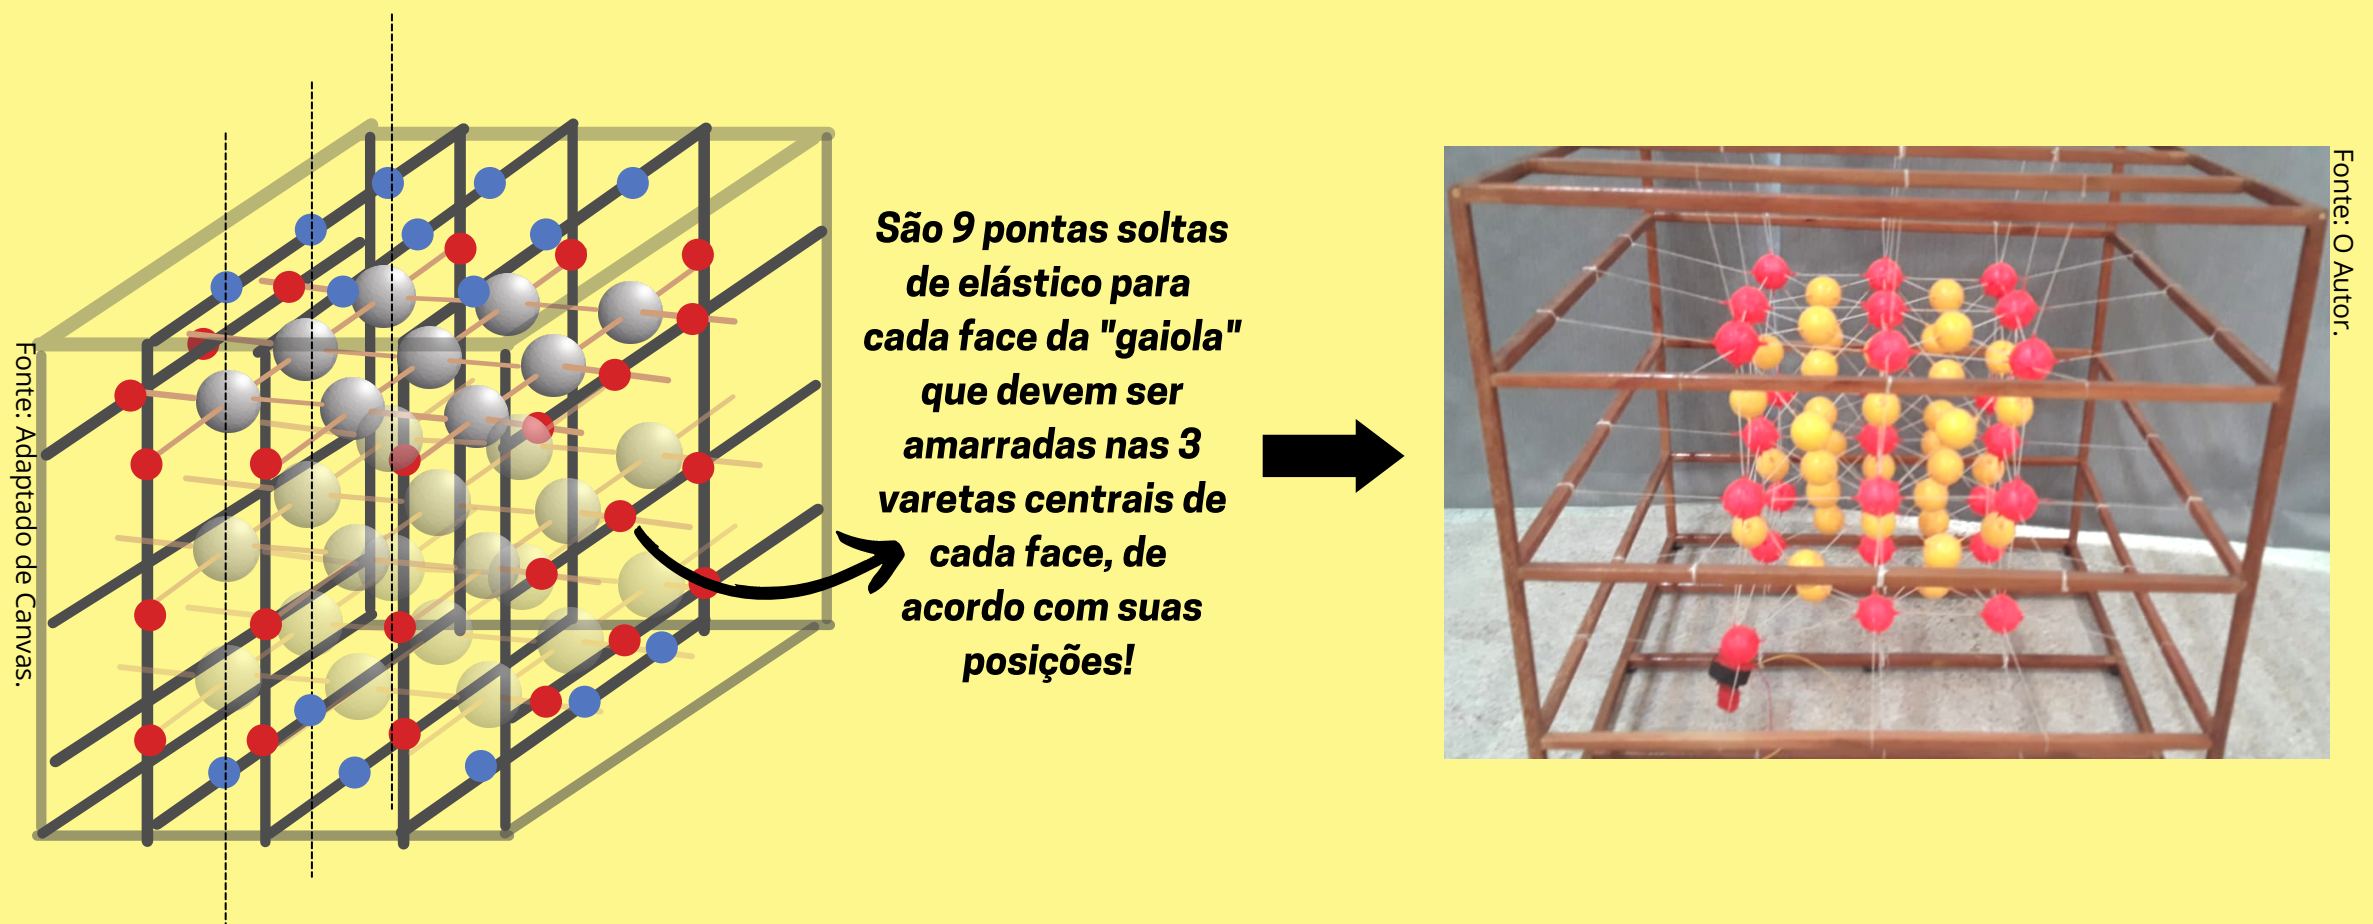 Fonte: Adaptado de Canvas.
São 9 pontas soltas
de elástico para
cada face da "gaiola"
que devem ser
amarradas nas 3
varetas centrais de
cada face, de
acordo com suas
posições!
Fonte: O Autor.